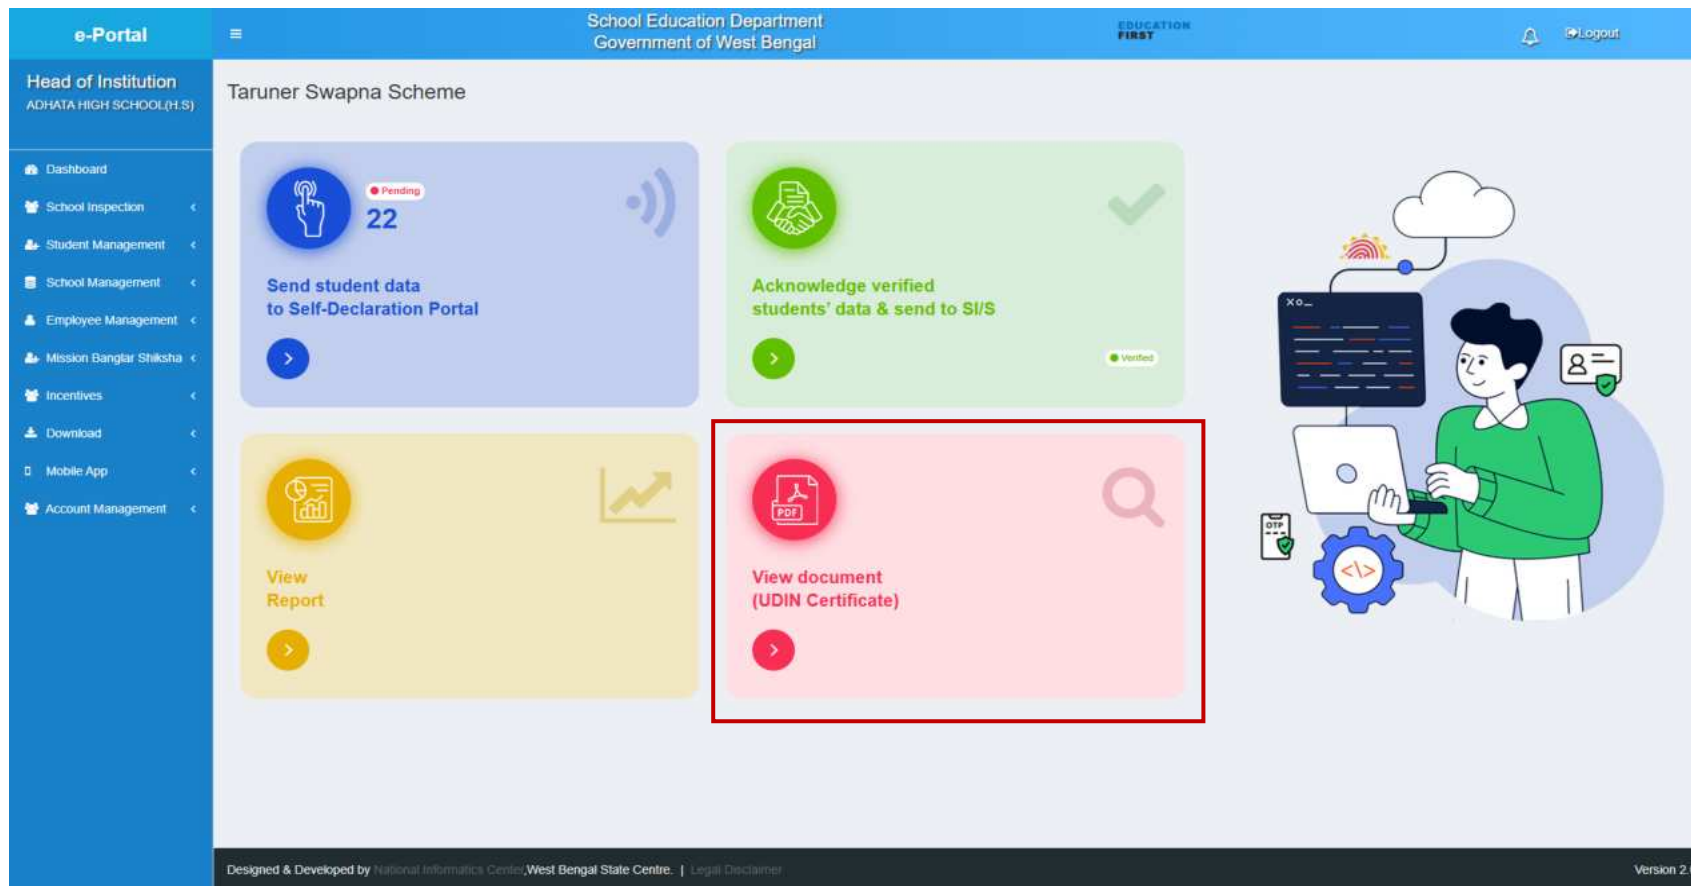 e-Portal
School Education Department
Government of West Bengal
EDUCATION
FIRST
Logout
Head of Institution
ADHATA HIGH SCHOOL(H.S)
Dashboard
School Inspection
Student Management
School Management
Employee Management
Mission Banglar Shiksha
Incentives
Download
Mobile App
Account Management
Taruner Swapna Scheme
Pending
22
Send student data
to Self-Declaration Portal
Acknowledge verified
students' data & send to SI/S
Verified
View
Report
PDF
View document
(UDIN Certificate)
XO_
OTP
<\>
Designed & Developed by National Informatics Center,West Bengal State Centre. | Legal Disclaimer
Version 2.